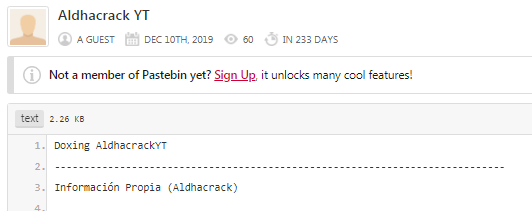 Aldhacrack YT
A GUEST DEC 10TH, 2019 60 IN 233 DAYS
Not a member of Pastebin yet? Sign Up, it unlocks many cool features!
text 2.26 KB
1. Doxing AldhacrackYT
2. ---------------------------------------------------------------------------
3. Información Propia (Aldhacrack)
4.